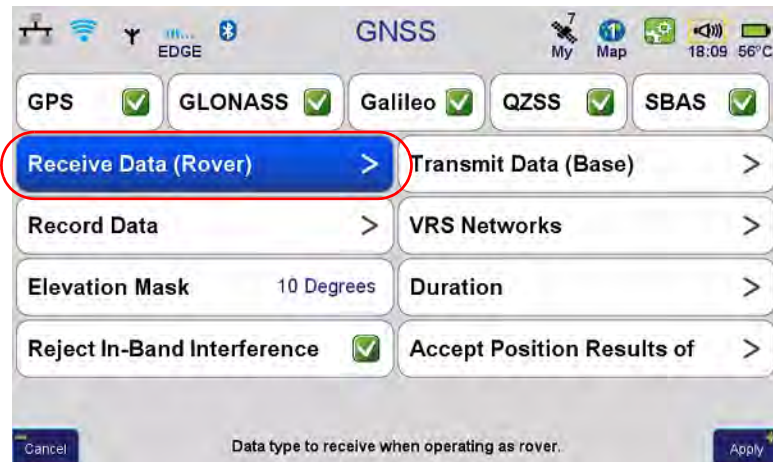 GNSS
7
EDGE
My
1
Map
18:09 56°C
GPS GLONASS Galileo QZSS SBAS
Receive Data (Rover) > Transmit Data (Base) >
Record Data > VRS Networks >
Elevation Mask 10 Degrees Duration >
Reject In-Band Interference Accept Position Results of >
Cancel Data type to receive when operating as rover. Apply